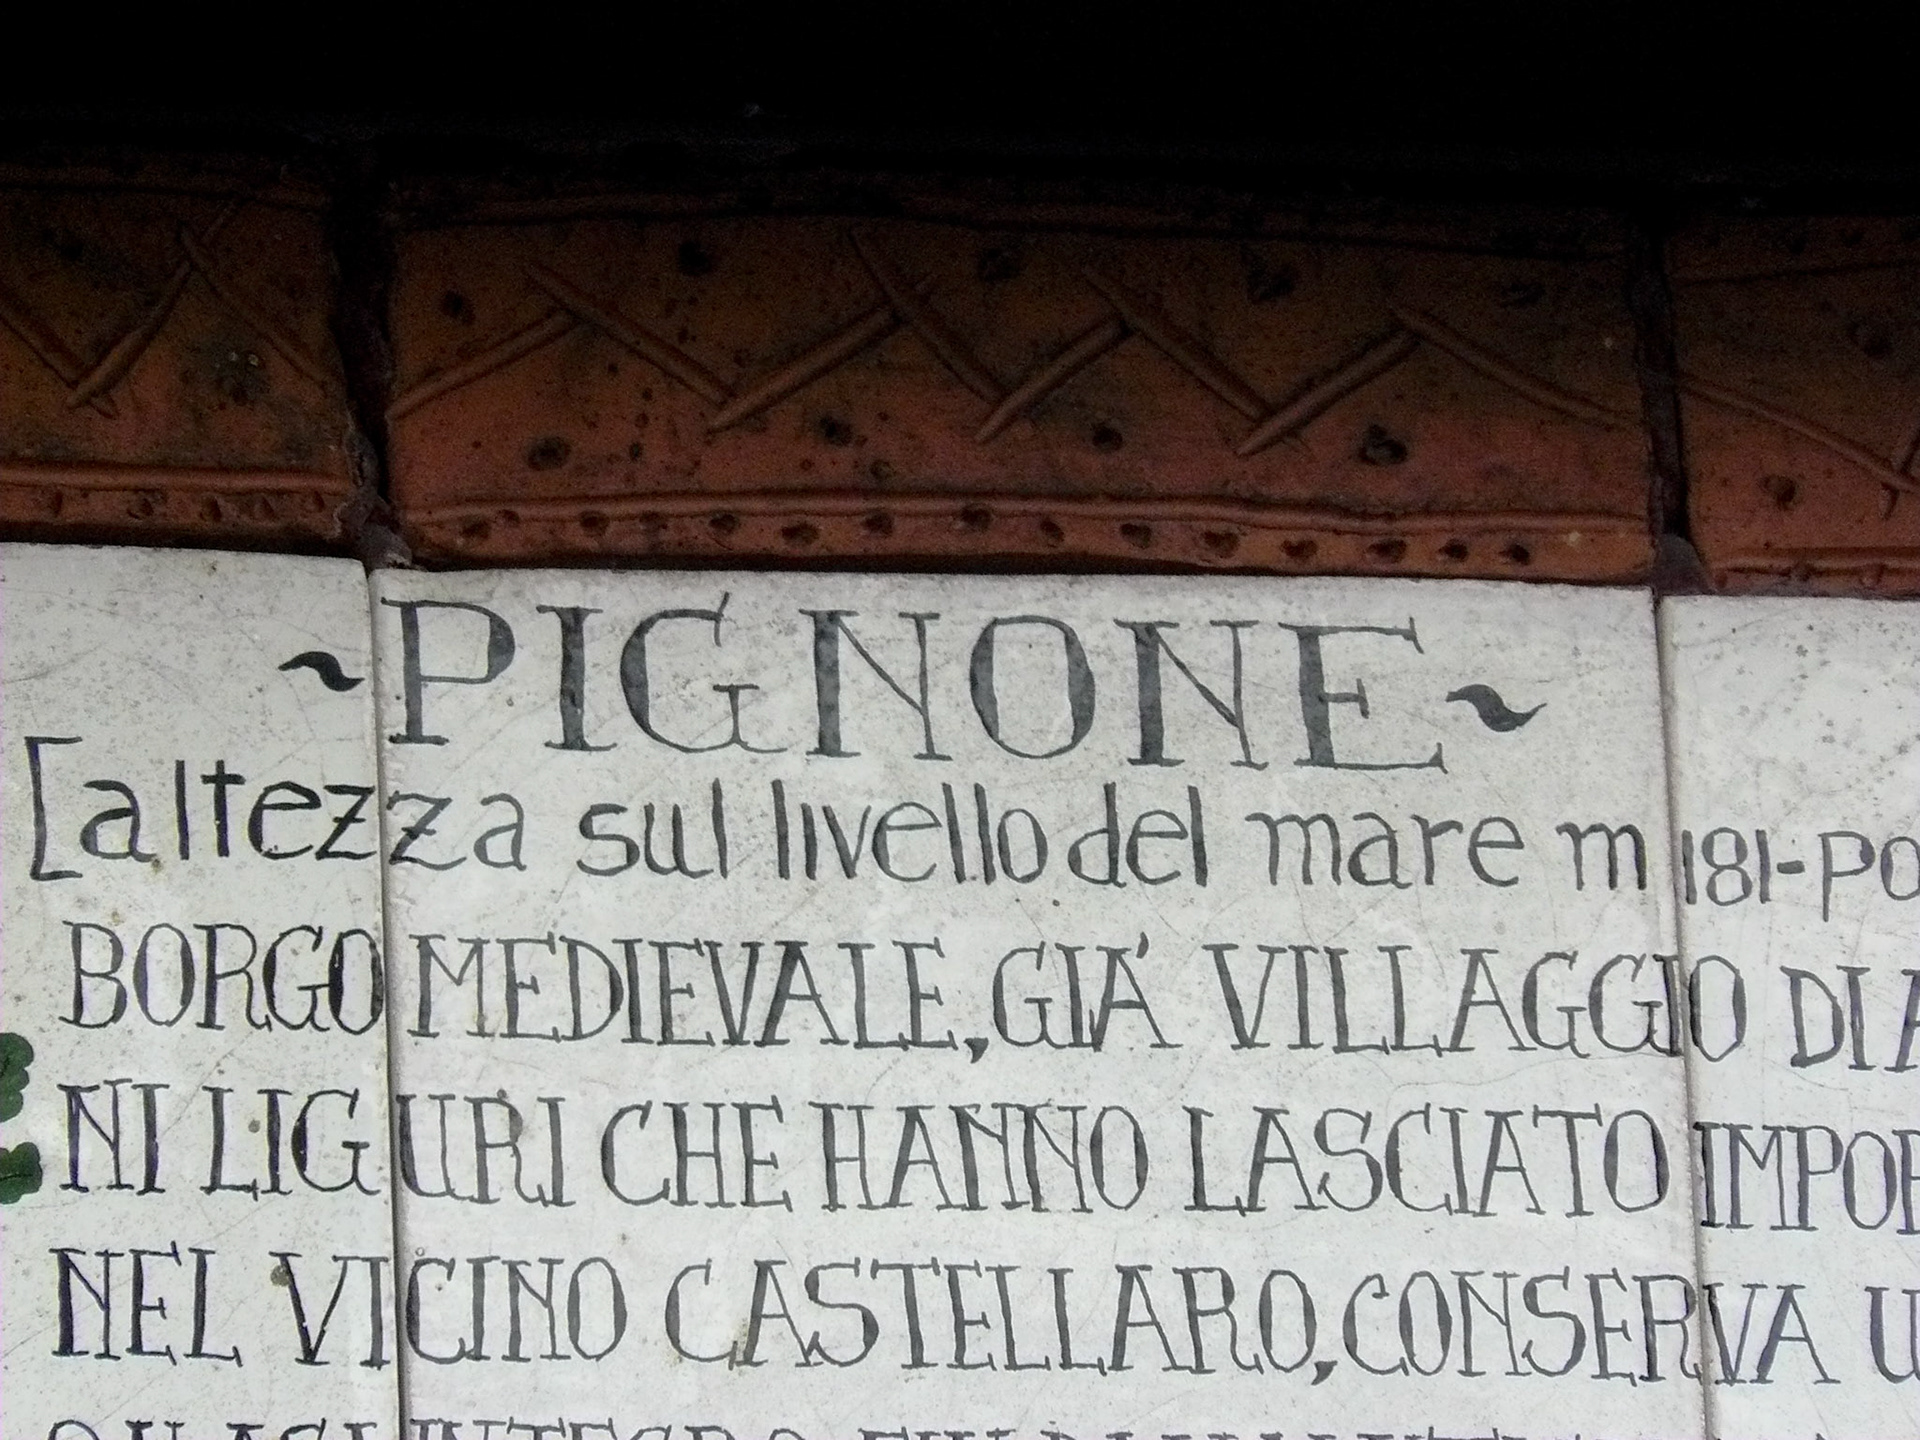 ~PIGNONE~
[altezza sul livello del mare m 181-PO
BORGO MEDIEVALE, GIÁ VILLAGGIO DI A
NI LIGURI CHE HANNO LASCIATO IMPOR
NEL VICINO CASTELLARO, CONSERVA U